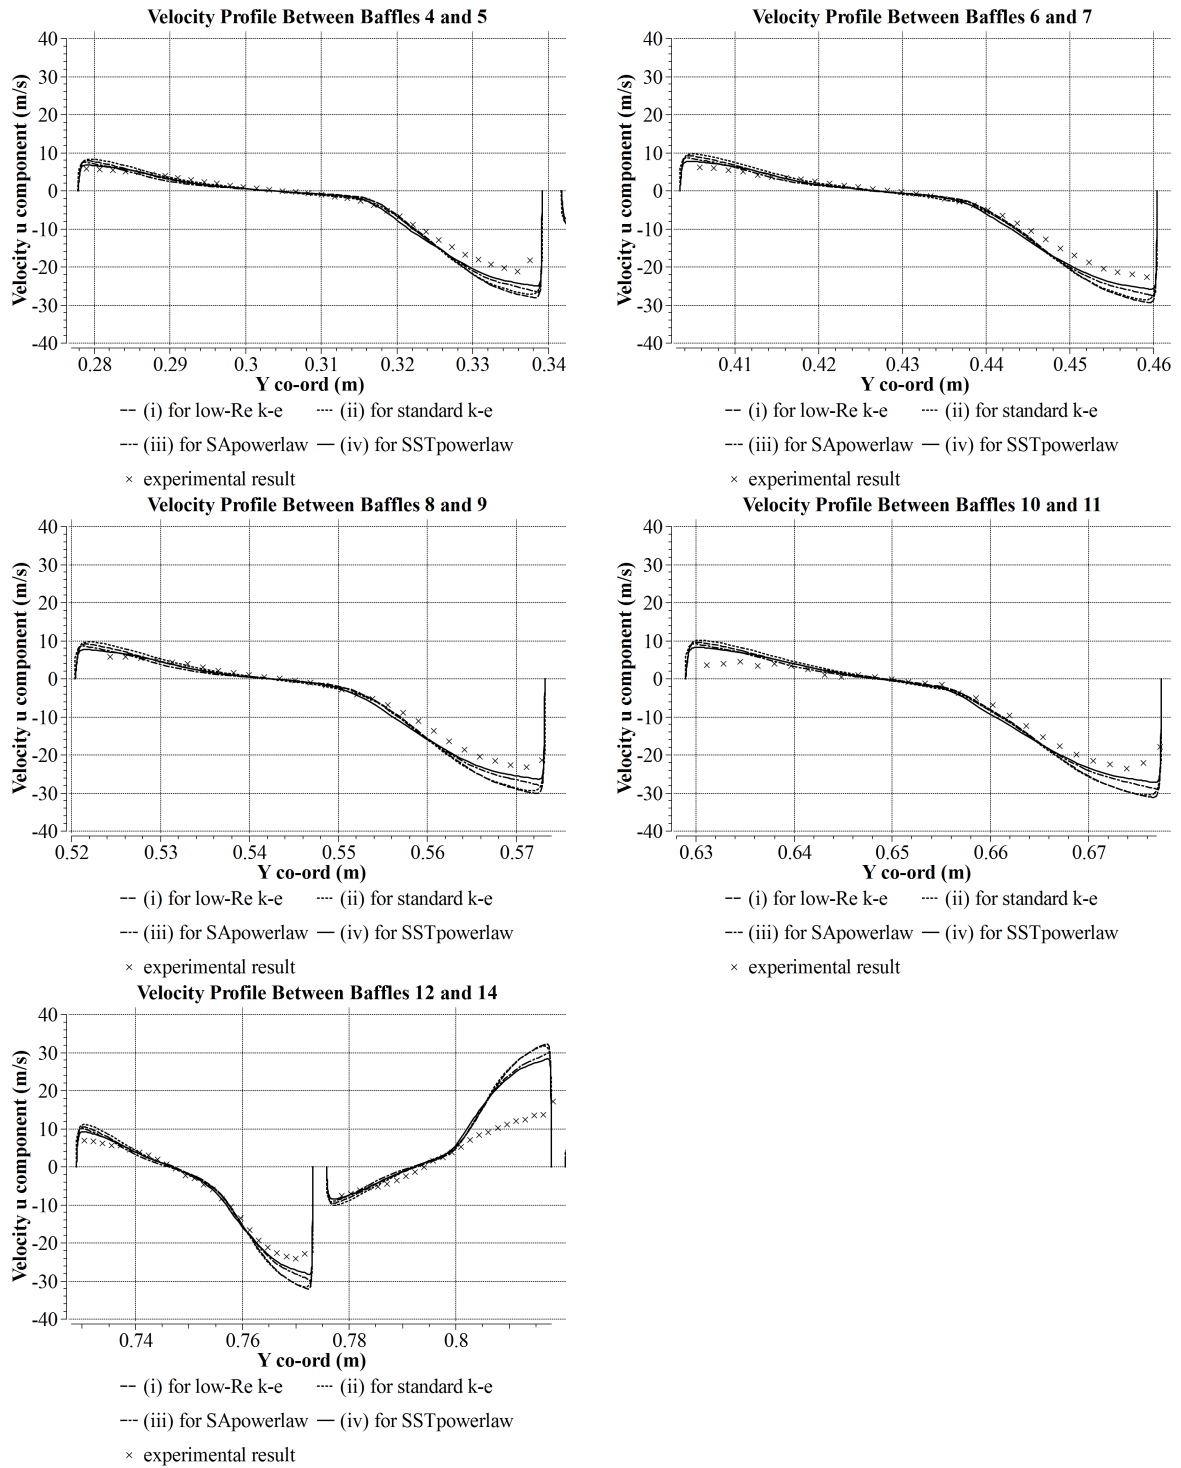 Velocity Profile Between Baffles 4 and 5
Velocity u component (m/s)
40
30
20
10
0
-10
-20
-30
-40
0.28 0.29 0.3 0.31 0.32 0.33 0.34
Y co-ord (m)
(i) for low-Re k-e (ii) for standard k-e
(iii) for SApowerlaw (iv) for SSTpowerlaw
× experimental result
Velocity Profile Between Baffles 6 and 7
Velocity u component (m/s)
40
30
20
10
0
-10
-20
-30
-40
0.41 0.42 0.43 0.44 0.45 0.46
Y co-ord (m)
(i) for low-Re k-e (ii) for standard k-e
(iii) for SApowerlaw (iv) for SSTpowerlaw
× experimental result
Velocity Profile Between Baffles 8 and 9
Velocity u component (m/s)
40
30
20
10
0
-10
-20
-30
-40
0.52 0.53 0.54 0.55 0.56 0.57
Y co-ord (m)
(i) for low-Re k-e (ii) for standard k-e
(iii) for SApowerlaw (iv) for SSTpowerlaw
× experimental result
Velocity Profile Between Baffles 10 and 11
Velocity u component (m/s)
40
30
20
10
0
-10
-20
-30
-40
0.63 0.64 0.65 0.66 0.67
Y co-ord (m)
(i) for low-Re k-e (ii) for standard k-e
(iii) for SApowerlaw (iv) for SSTpowerlaw
× experimental result
Velocity Profile Between Baffles 12 and 14
Velocity u component (m/s)
40
30
20
10
0
-10
-20
-30
-40
0.74 0.76 0.78 0.8
Y co-ord (m)
(i) for low-Re k-e (ii) for standard k-e
(iii) for SApowerlaw (iv) for SSTpowerlaw
× experimental result